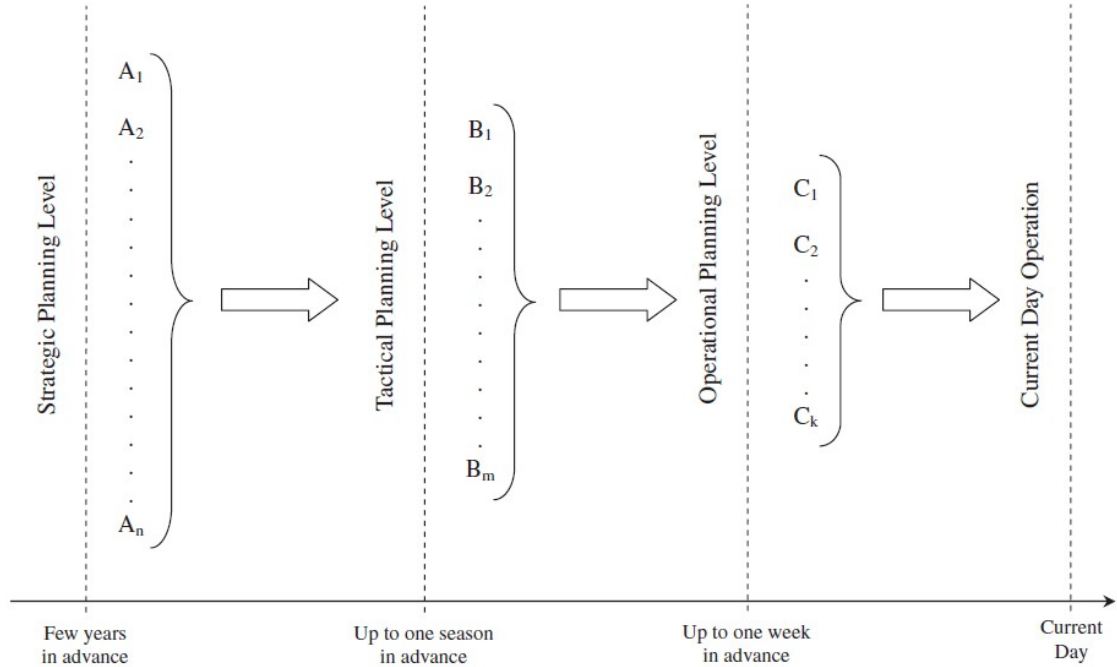 Strategic Planning Level
A1
A2
An
Tactical Planning Level
B1
B2
Bm
Operational Planning Level
C1
C2
Ck
Current Day Operation
Few years
in advance
Up to one season
in advance
Up to one week
in advance
Current
Day